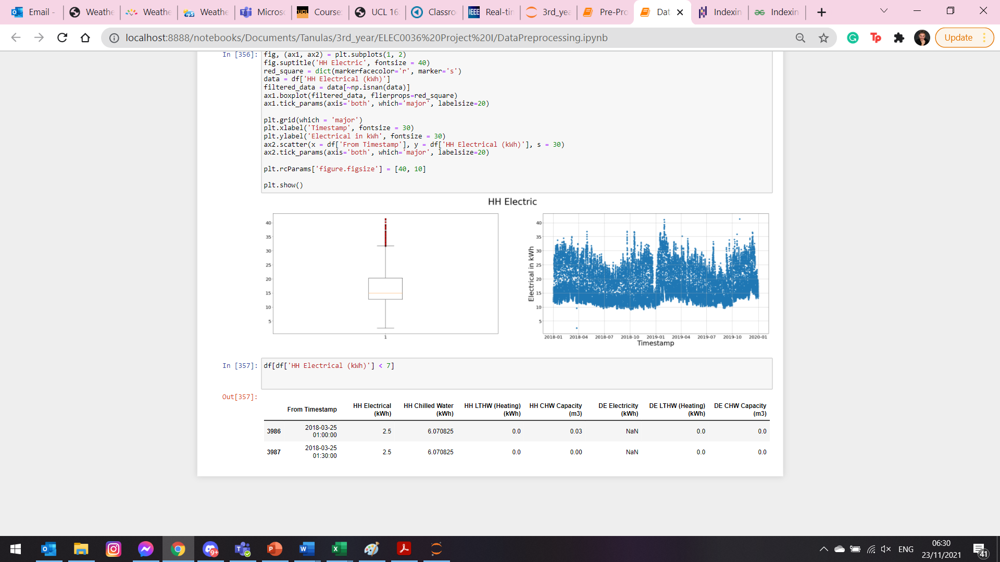 Email -
Weathe
Weathe
Weathe
Micros
Course
UCL 16
Classro
Real-tin
3rd_yea
Pre-Pro
Dat
Indexin
Indexin
localhost:8888/notebooks/Documents/Tanulas/3rd_year/ELEC0036%20Project%20I/DataPreprocessing.ipynb
Update
In [356]:
fig, (ax1, ax2) = plt.subplots(1, 2)
fig.suptitle('HH Electric', fontsize = 40)
red_square = dict(markerfacecolor='r', marker='s')
data = df['HH Electrical (kWh)']
filtered_data = data[~np.isnan(data)]
ax1.boxplot(filtered_data, flierprops=red_square)
ax1.tick_params(axis='both', which='major', labelsize=20)
plt.grid(which = 'major')
plt.xlabel('Timestamp', fontsize = 30)
plt.ylabel('Electrical in kWh', fontsize = 30)
ax2.scatter(x = df['From Timestamp'], y = df['HH Electrical (kWh)'], s = 30)
ax2.tick_params(axis='both', which='major', labelsize=20)
plt.rcParams['figure.figsize'] = [40, 10]
plt.show()
HH Electric
40
35
30
25
20
15
10
5
1
Electrical in kWh
40
35
30
25
20
15
10
5
2018-01 2018-04 2018-07 2018-10 2019-01 2019-04 2019-07 2019-10 2020-01
Timestamp
In [357]: df[df['HH Electrical (kWh)'] < 7]
Out[357]:
From Timestamp HH Electrical (kWh) HH Chilled Water (kWh) HH LTHW (Heating) (kWh) HH CHW Capacity (m3) DE Electricity (kWh) DE LTHW (Heating) (kWh) DE CHW Capacity (m3)
3986 2018-03-25 01:00:00 2.5 6.070825 0.0 0.03 NaN 0.0 0.0
3987 2018-03-25 01:30:00 2.5 6.070825 0.0 0.00 NaN 0.0 0.0
ENG
06:30
23/11/2021
41